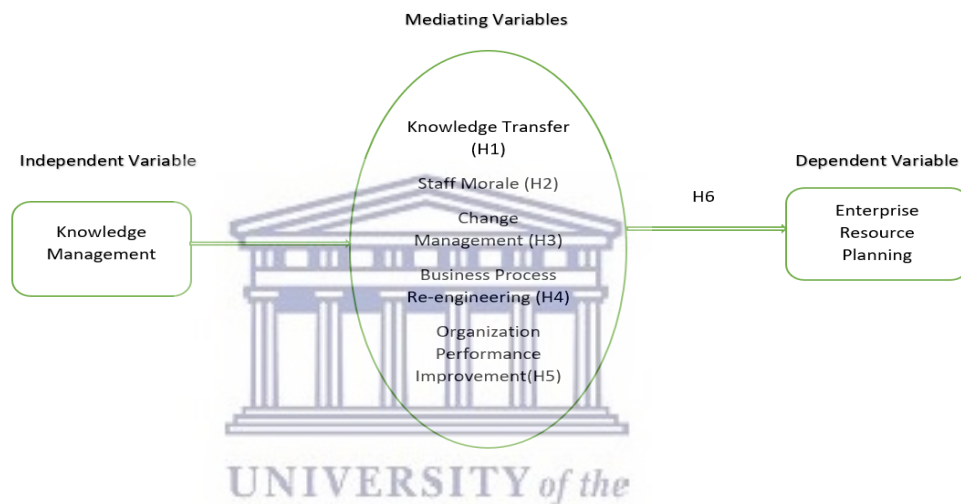 Mediating Variables
Independent Variable
Knowledge
Management
Knowledge Transfer
(H1)
Staff Morale (H2)
Change
Management (H3)
Business Process
Re-engineering (H4)
Organization
Performance
Improvement(H5)
H6
Dependent Variable
Enterprise
Resource
Planning
UNIVERSITY of the